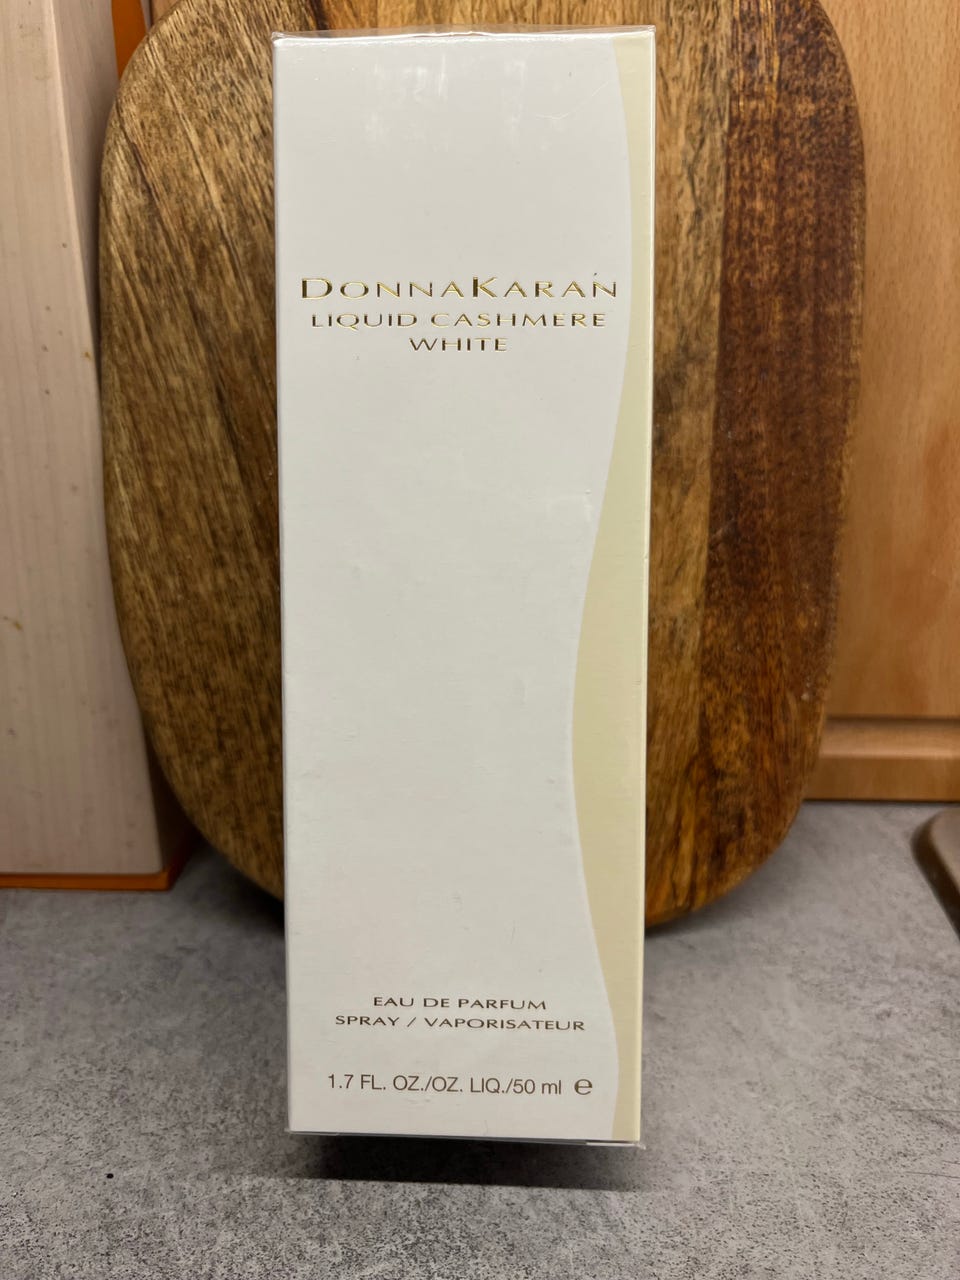 DONNAKARAN
LIQUID CASHMERE
WHITE
EAU DE PARFUM
SPRAY / VAPORISATEUR
1.7 FL. OZ./OZ. LIQ./50 ml ℮